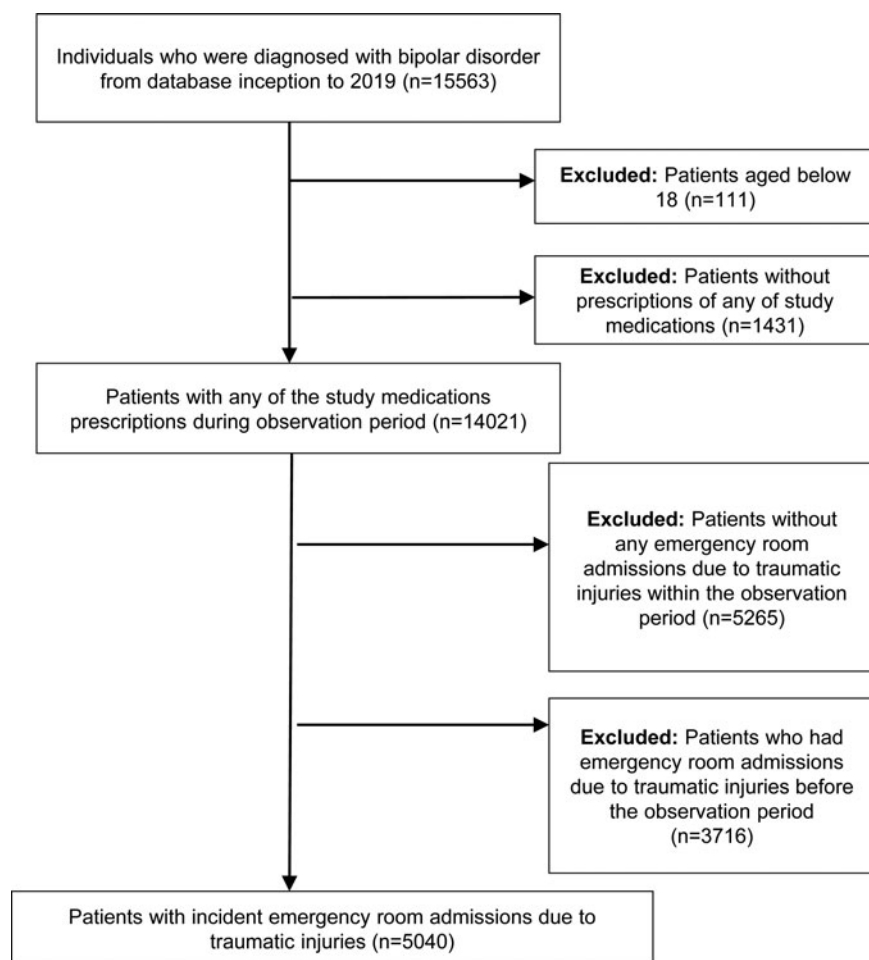 Individuals who were diagnosed with bipolar disorder
from database inception to 2019 (n=15563)
Excluded: Patients aged below
18 (n=111)
Excluded: Patients without
prescriptions of any of study
medications (n=1431)
Patients with any of the study medications
prescriptions during observation period (n=14021)
Excluded: Patients without
any emergency room
admissions due to traumatic
injuries within the observation
period (n=5265)
Excluded: Patients who had
emergency room admissions
due to traumatic injuries before
the observation period
(n=3716)
Patients with incident emergency room admissions due to
traumatic injuries (n=5040)